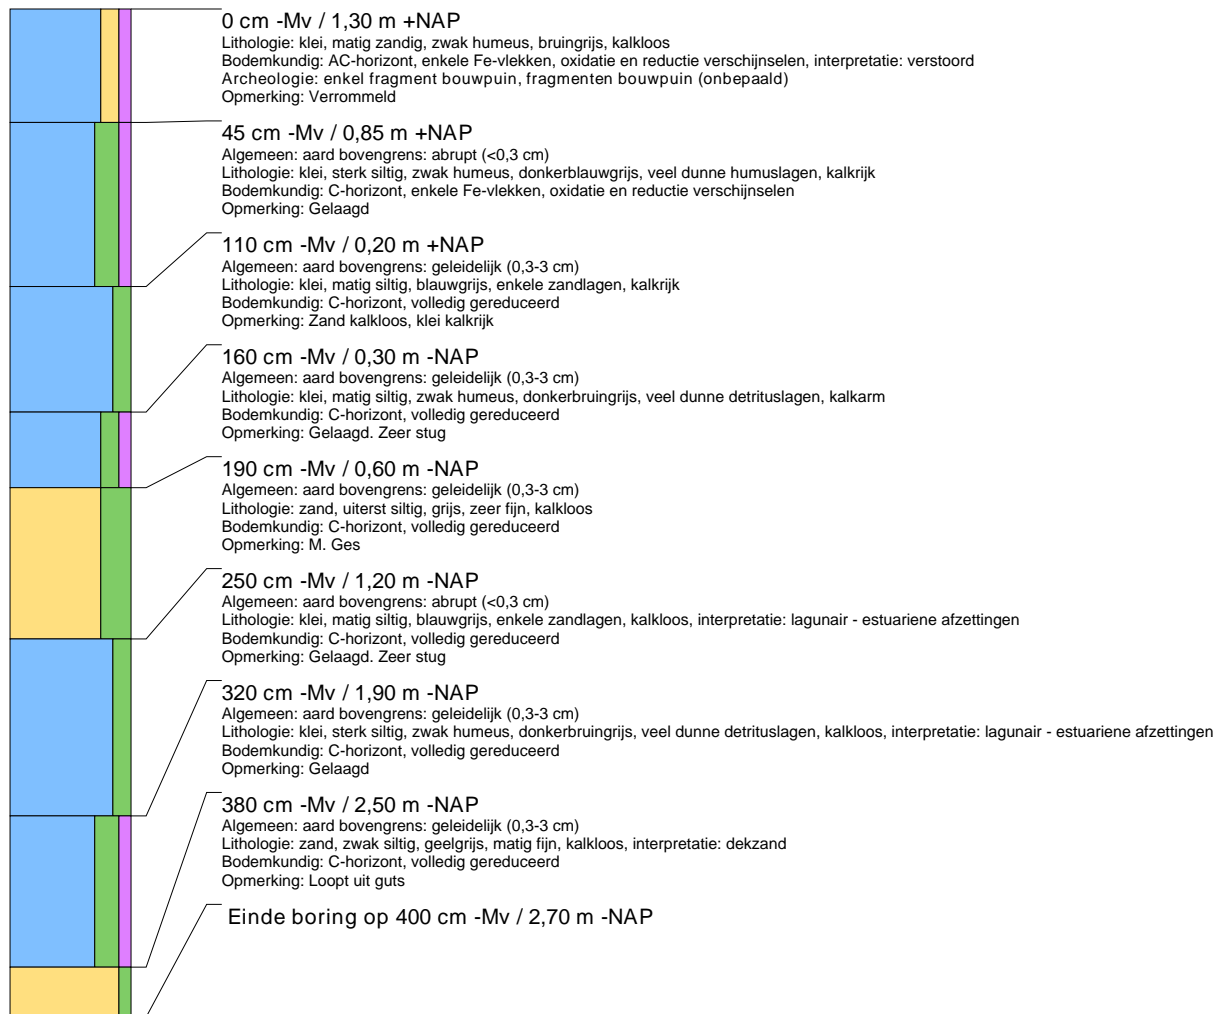 0 cm -Mv / 1,30 m +NAP
Lithologie: klei, matig zandig, zwak humeus, bruingrijs, kalkloos
Bodemkundig: AC-horizont, enkele Fe-vlekken, oxidatie en reductie verschijnselen, interpretatie: verstoord
Archeologie: enkel fragment bouwpuin, fragmenten bouwpuin (onbepaald)
Opmerking: Verrommeld
45 cm -Mv / 0,85 m +NAP
Algemeen: aard bovengrens: abrupt (<0,3 cm)
Lithologie: klei, sterk siltig, zwak humeus, donkerblauwgrijs, veel dunne humuslagen, kalkrijk
Bodemkundig: C-horizont, enkele Fe-vlekken, oxidatie en reductie verschijnselen
Opmerking: Gelaagd
110 cm -Mv / 0,20 m +NAP
Algemeen: aard bovengrens: geleidelijk (0,3-3 cm)
Lithologie: klei, matig siltig, blauwgrijs, enkele zandlagen, kalkrijk
Bodemkundig: C-horizont, volledig gereduceerd
Opmerking: Zand kalkloos, klei kalkrijk
160 cm -Mv / 0,30 m -NAP
Algemeen: aard bovengrens: geleidelijk (0,3-3 cm)
Lithologie: klei, matig siltig, zwak humeus, donkerbruingrijs, veel dunne detrituslagen, kalkarm
Bodemkundig: C-horizont, volledig gereduceerd
Opmerking: Gelaagd. Zeer stug
190 cm -Mv / 0,60 m -NAP
Algemeen: aard bovengrens: geleidelijk (0,3-3 cm)
Lithologie: zand, uiterst siltig, grijs, zeer fijn, kalkloos
Bodemkundig: C-horizont, volledig gereduceerd
Opmerking: M. Ges
250 cm -Mv / 1,20 m -NAP
Algemeen: aard bovengrens: abrupt (<0,3 cm)
Lithologie: klei, matig siltig, blauwgrijs, enkele zandlagen, kalkloos, interpretatie: lagunair - estuariene afzettingen
Bodemkundig: C-horizont, volledig gereduceerd
Opmerking: Gelaagd. Zeer stug
320 cm -Mv / 1,90 m -NAP
Algemeen: aard bovengrens: geleidelijk (0,3-3 cm)
Lithologie: klei, sterk siltig, zwak humeus, donkerbruingrijs, veel dunne detrituslagen, kalkloos, interpretatie: lagunair - estuariene afzettingen
Bodemkundig: C-horizont, volledig gereduceerd
Opmerking: Gelaagd
380 cm -Mv / 2,50 m -NAP
Algemeen: aard bovengrens: geleidelijk (0,3-3 cm)
Lithologie: zand, zwak siltig, geelgrijs, matig fijn, kalkloos, interpretatie: dekzand
Bodemkundig: C-horizont, volledig gereduceerd
Opmerking: Loopt uit guts
Einde boring op 400 cm -Mv / 2,70 m -NAP